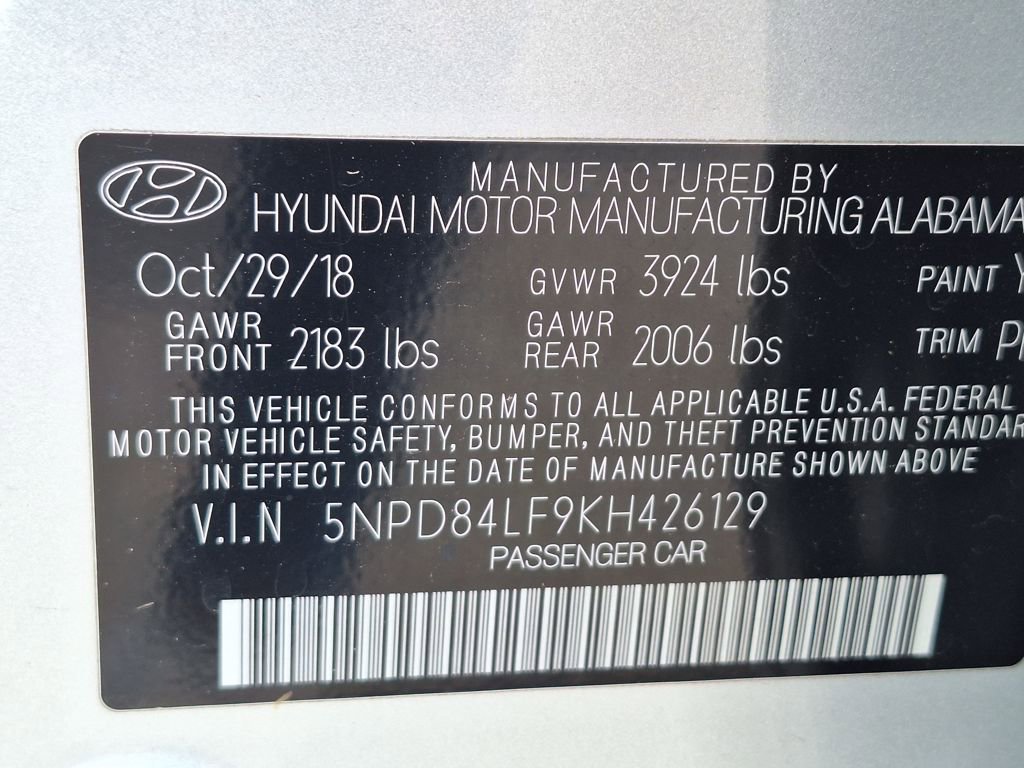 MANUFACTURED BY
HYUNDAI MOTOR MANUFACTURING ALABAMA
Oct/29/18 GVWR 3924 lbs PAINT Y
GAWR FRONT 2183 lbs GAWR REAR 2006 lbs TRIM
THIS VEHICLE CONFORMS TO ALL APPLICABLE U.S.A. FEDERAL
MOTOR VEHICLE SAFETY, BUMPER, AND THEFT PREVENTION STANDAR
IN EFFECT ON THE DATE OF MANUFACTURE SHOWN ABOVE
V.I.N 5NPD84LF9KH426129
PASSENGER CAR